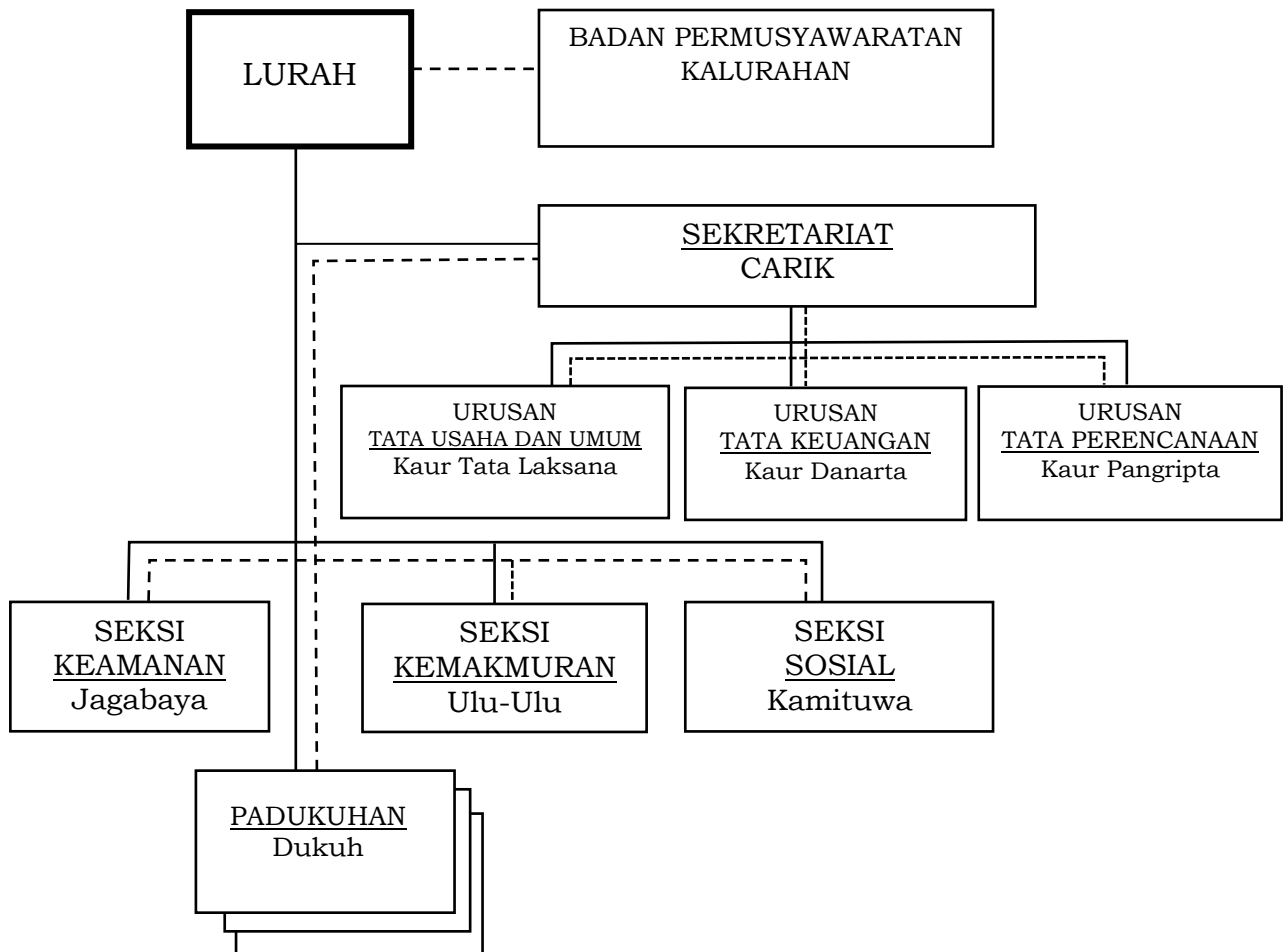 LURAH
BADAN PERMUSYAWARATAN
KALURAHAN
SEKRETARIAT
CARIK
URUSAN
TATA USAHA DAN UMUM
Kaur Tata Laksana
URUSAN
TATA KEUANGAN
Kaur Danarta
URUSAN
TATA PERENCANAAN
Kaur Pangripta
SEKSI
KEAMANAN
Jagabaya
SEKSI
KEMAKMURAN
Ulu-Ulu
SEKSI
SOSIAL
Kamituwa
PADUKUHAN
Dukuh